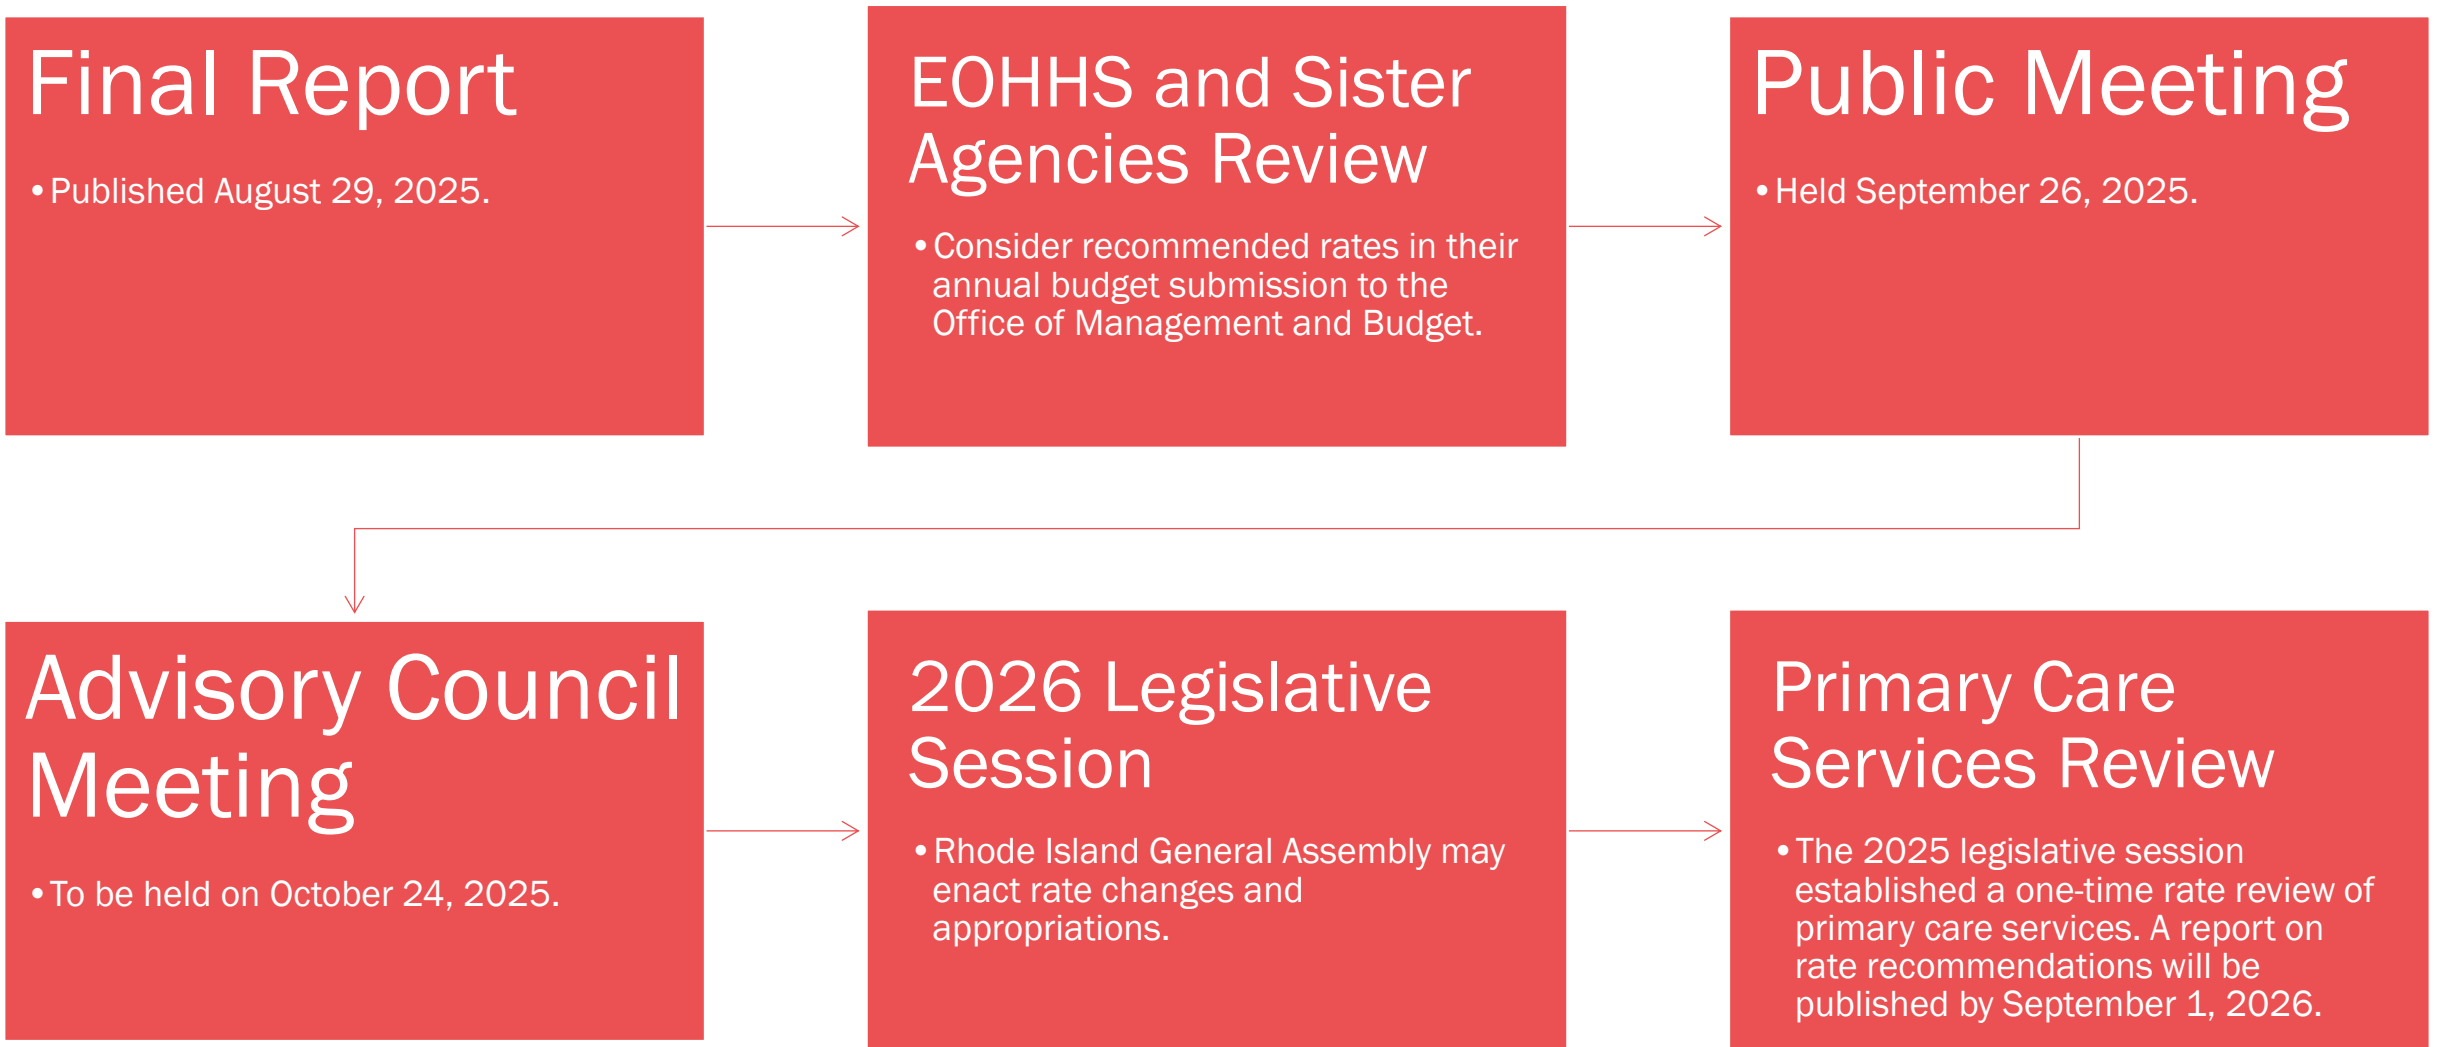 Final Report
•Published August 29, 2025.
EOHHS and Sister
Agencies Review
•Consider recommended rates in their
annual budget submission to the
Office of Management and Budget.
Public Meeting
•Held September 26, 2025.
Advisory Council
Meeting
•To be held on October 24, 2025.
2026 Legislative
Session
•Rhode Island General Assembly may
enact rate changes and
appropriations.
Primary Care
Services Review
•The 2025 legislative session
established a one-time rate review of
primary care services. A report on
rate recommendations will be
published by September 1, 2026.